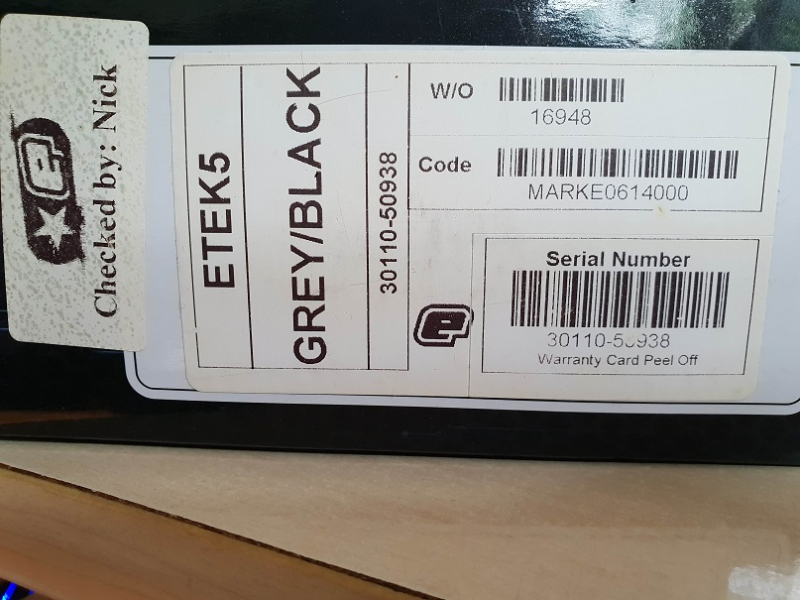 Checked by: Nick
ETEK5
GREY/BLACK
30110-50938
W/O
16948
Code
MARKE0614000
e
Serial Number
30110-50938
Warranty Card Peel Off